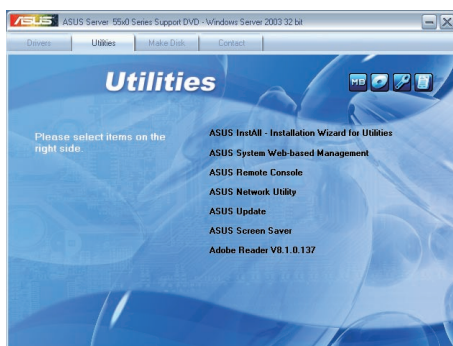 ASUS ASUS Server 55x0 Series Support DVD - Windows Server 2003 32 bit
Drivers Utilities Make Disk Contact
Utilities
MB
Please select items on the
right side.
ASUS InstAll - Installation Wizard for Utilities
ASUS System Web-based Management
ASUS Remote Console
ASUS Network Utility
ASUS Update
ASUS Screen Saver
Adobe Reader V8.1.0.137